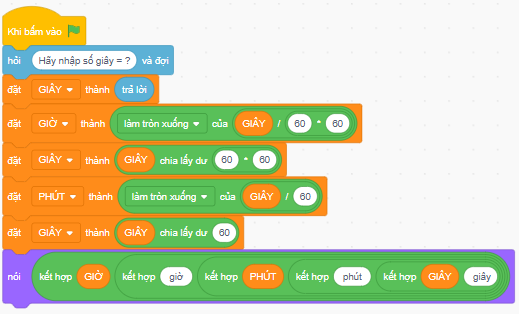 Khi bấm vào
hỏi Hãy nhập số giây = ? và đợi
đặt GIÂY thành trả lời
đặt GIỜ thành làm tròn xuống của GIÂY / 60 * 60
đặt GIÂY thành GIÂY chia lấy dư 60 * 60
đặt PHÚT thành làm tròn xuống của GIÂY / 60
đặt GIÂY thành GIÂY chia lấy dư 60
nói kết hợp GIỜ kết hợp giờ kết hợp PHÚT kết hợp phút kết hợp GIÂY giây